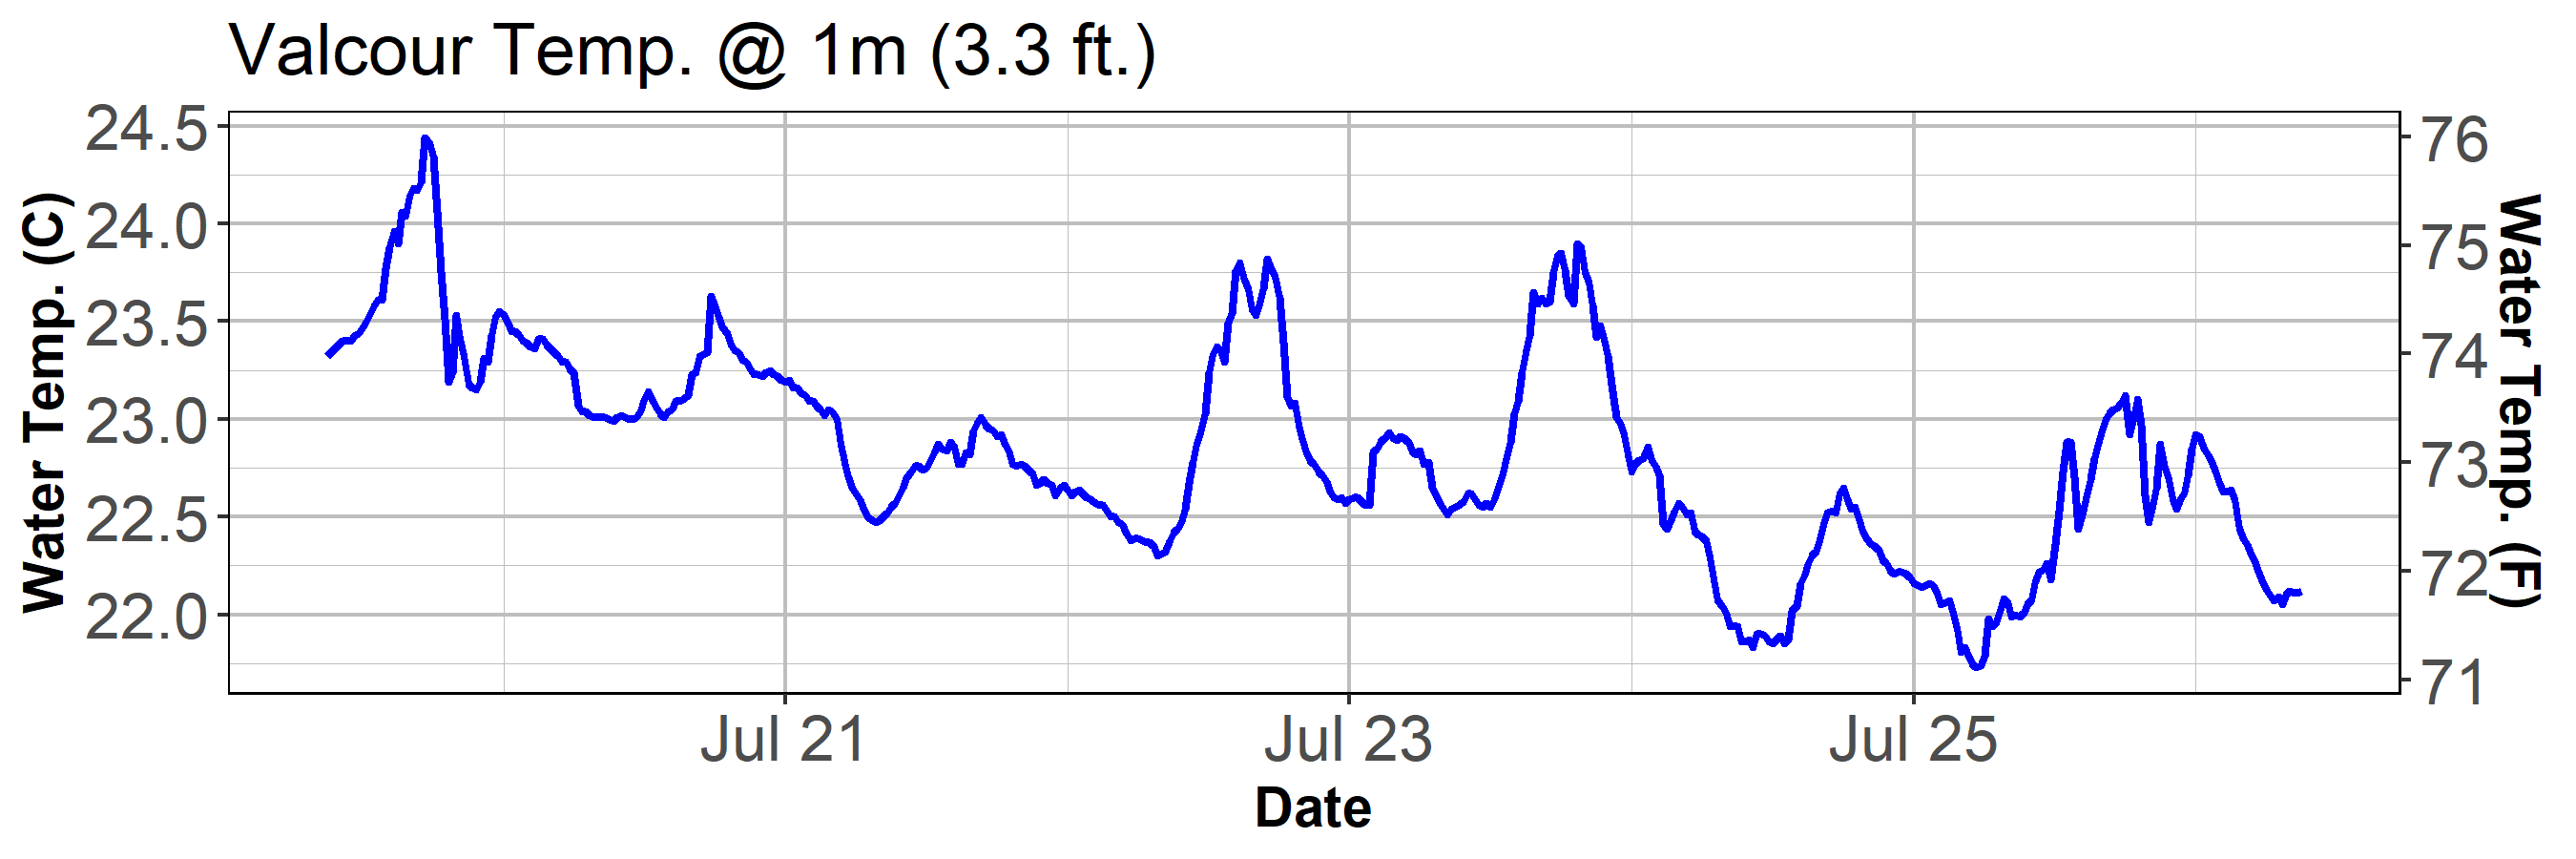 Valcour Temp. @ 1m (3.3 ft.)
Water Temp. (C)
24.5
24.0
23.5
23.0
22.5
22.0
76
75
74
73
72
71
Water Temp. (F)
Jul 21
Jul 23
Jul 25
Date